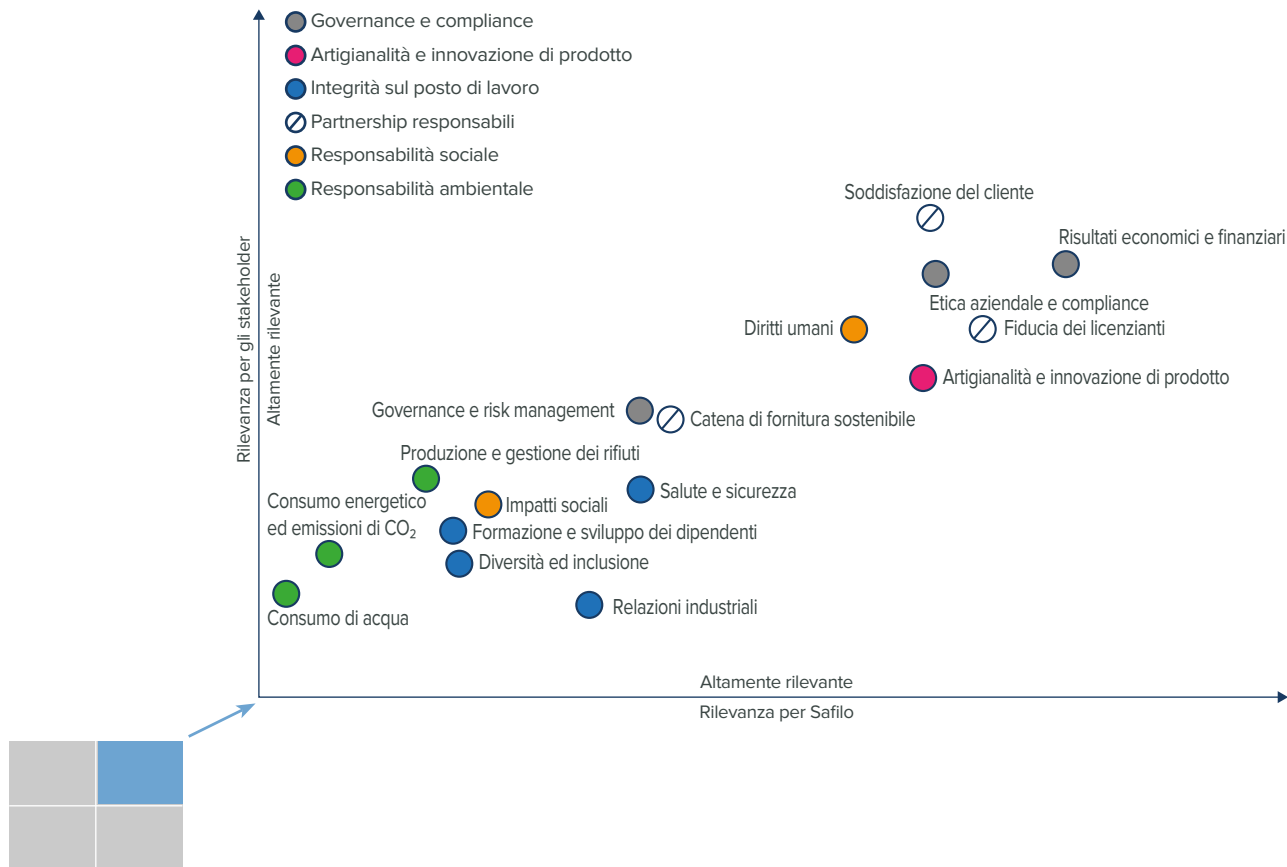 Governance e compliance
Artigianalità e innovazione di prodotto
Integrità sul posto di lavoro
Partnership responsabili
Responsabilità sociale
Responsabilità ambientale
Rilevanza per gli stakeholder
Altamente rilevante
Soddisfazione del cliente
Risultati economici e finanziari
Etica aziendale e compliance
Diritti umani
Fiducia dei licenzianti
Artigianalità e innovazione di prodotto
Governance e risk management
Catena di fornitura sostenibile
Produzione e gestione dei rifiuti
Salute e sicurezza
Consumo energetico
ed emissioni di CO₂
Impatti sociali
Formazione e sviluppo dei dipendenti
Diversità ed inclusione
Relazioni industriali
Consumo di acqua
Altamente rilevante
Rilevanza per Safilo